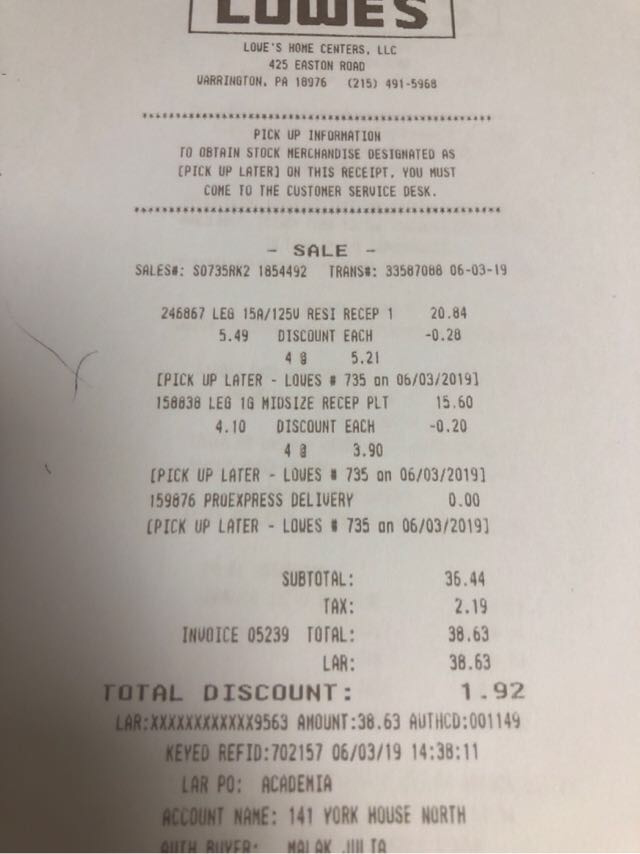 LOWE'S
LOWE'S HOME CENTERS, LLC
425 EASTON ROAD
WARRINGTON, PA 18976 (215) 491-5968
**************************************************
PICK UP INFORMATION
TO OBTAIN STOCK MERCHANDISE DESIGNATED AS
[PICK UP LATER] ON THIS RECEIPT, YOU MUST
COME TO THE CUSTOMER SERVICE DESK.
**************************************************
- SALE -
SALES#: S0735RK2 1854492 TRANS#: 33587088 06-03-19
246867 LEG 15A/125V RESI RECEP 1 20.84
5.49 DISCOUNT EACH -0.28
4 @ 5.21
[PICK UP LATER - LOWES # 735 on 06/03/2019]
158838 LEG 1G MIDSIZE RECEP PLT 15.60
4.10 DISCOUNT EACH -0.20
4 @ 3.90
[PICK UP LATER - LOWES # 735 on 06/03/2019]
159876 PROEXPRESS DELIVERY 0.00
[PICK UP LATER - LOWES # 735 on 06/03/2019]
SUBTOTAL: 36.44
TAX: 2.19
INVOICE 05239 TOTAL: 38.63
LAR: 38.63
TOTAL DISCOUNT: 1.92
LAR:XXXXXXXXXXXX9563 AMOUNT:38.63 AUTHCD:001149
KEYED REFID:702157 06/03/19 14:38:11
LAR PO: ACADEMIA
ACCOUNT NAME: 141 YORK HOUSE NORTH
AUTH BUYER: MALAK JULIA